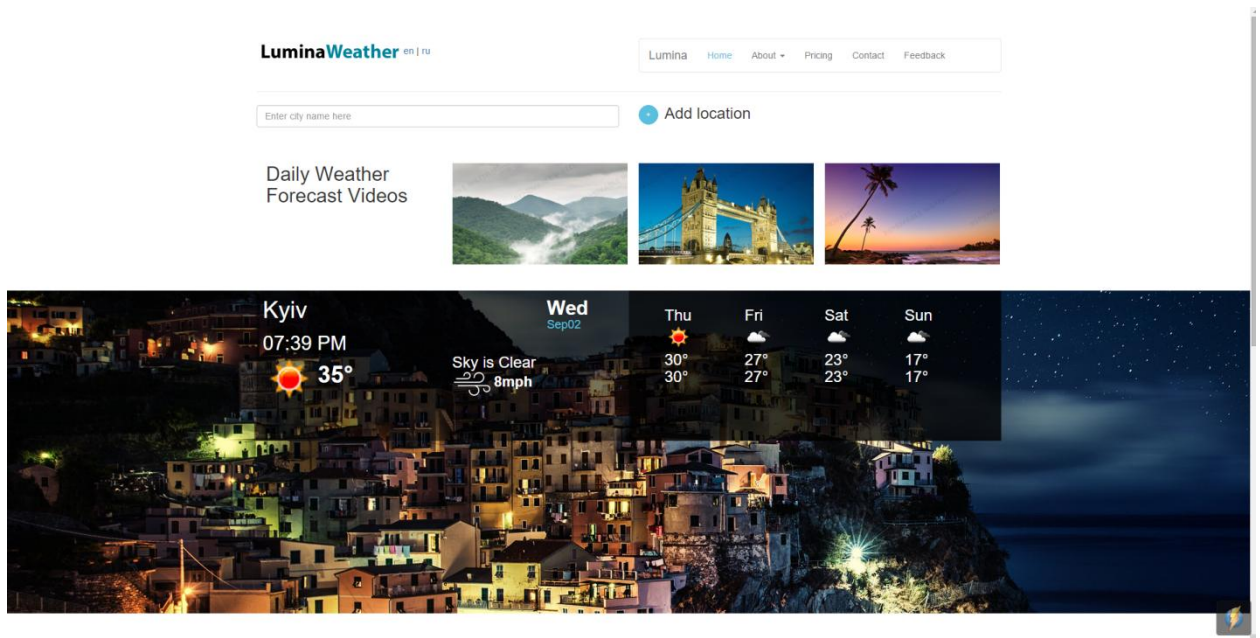 LuminaWeather en | ru
Lumina Home About Pricing Contact Feedback
Enter city name here
Add location
Daily Weather
Forecast Videos
Kyiv
07:39 PM
35°
Wed
Sep02
Sky is Clear
8mph
Thu Fri Sat Sun
30° 27° 23° 17°
30° 27° 23° 17°